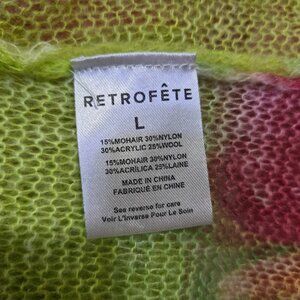 RETROFÊTE
L
15%MOHAIR 30%NYLON
30%ACRYLIC 25%WOOL
15%MOHAIR 30%NYLON
30%ACRÍLICA 25%LAINE
MADE IN CHINA
FABRIQUÉ EN CHINE
See reverse for care
Voir L'inverse Pour Le Soin